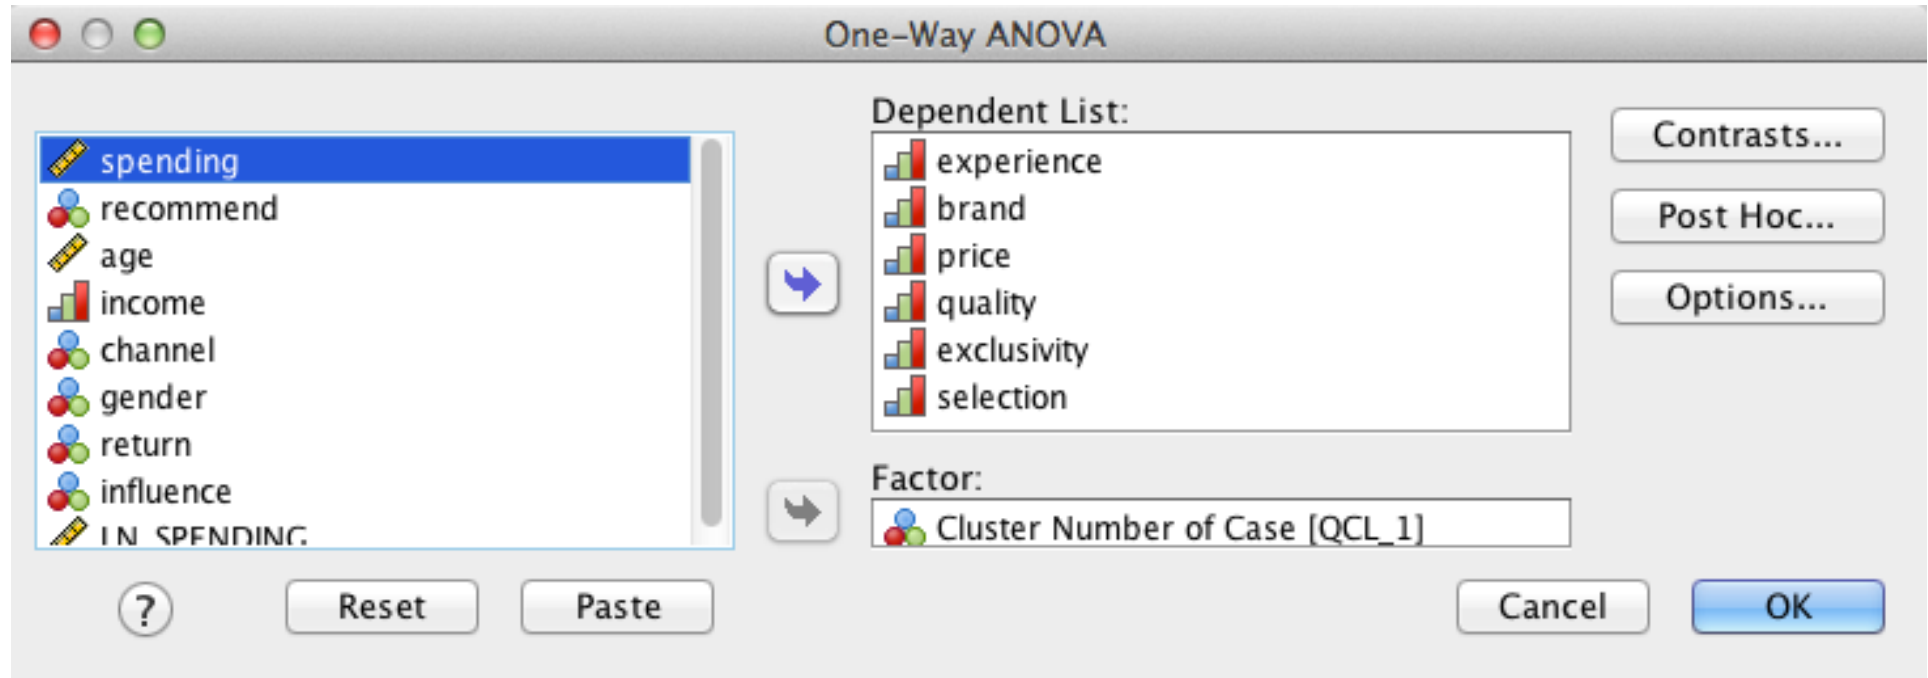 One-Way ANOVA
spending
recommend
age
income
channel
gender
return
influence
LN_SPENDING
Dependent List:
experience
brand
price
quality
exclusivity
selection
Factor:
Cluster Number of Case [QCL_1]
Contrasts...
Post Hoc...
Options...
?
Reset
Paste
Cancel
OK